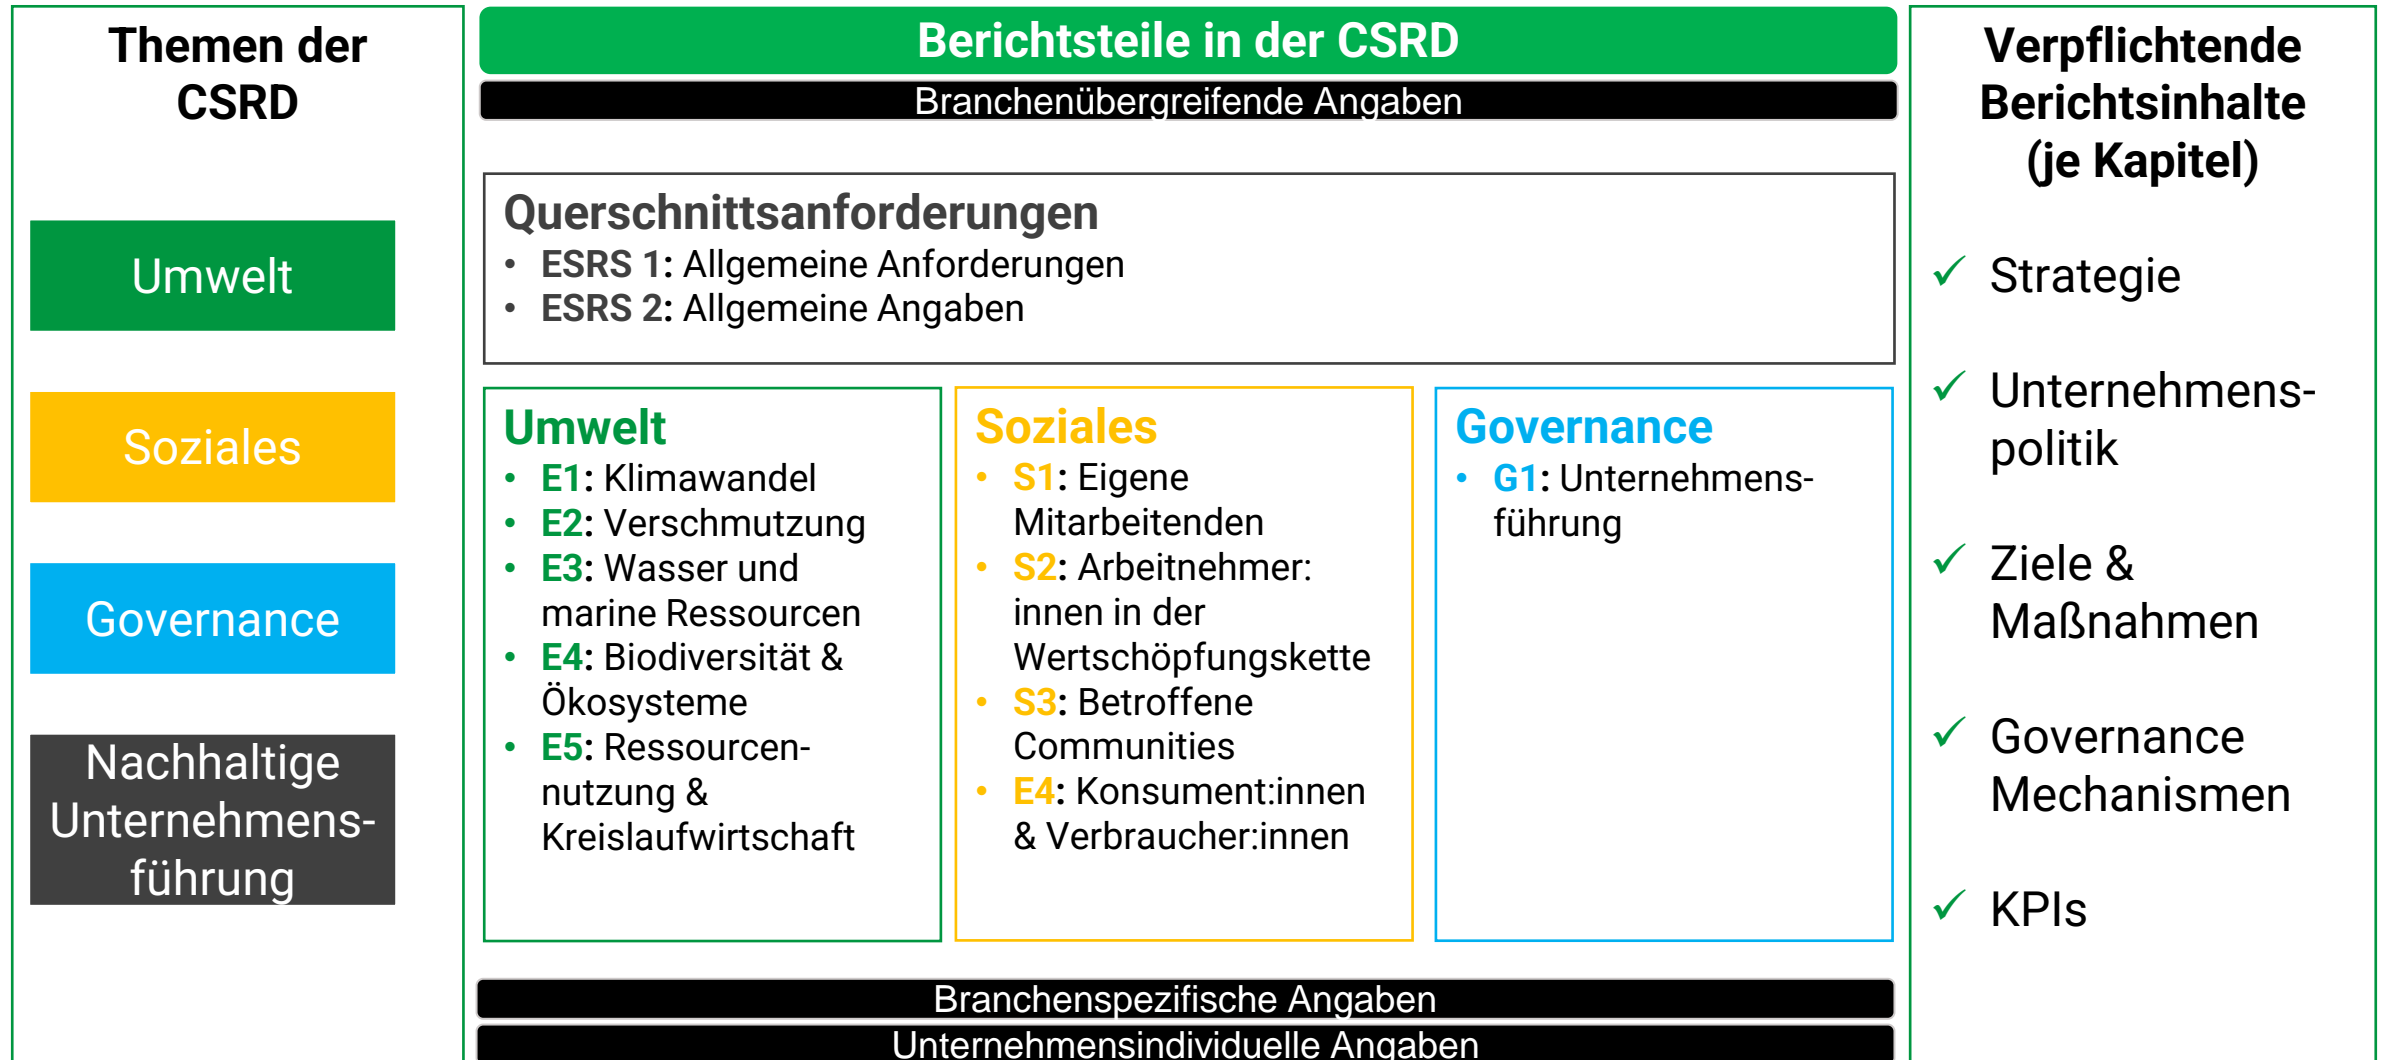 Themen der
CSRD
Umwelt
Soziales
Governance
Nachhaltige
Unternehmens-
führung
Berichtsteile in der CSRD
Branchenübergreifende Angaben
Querschnittsanforderungen
• ESRS 1: Allgemeine Anforderungen
• ESRS 2: Allgemeine Angaben
Umwelt
• E1: Klimawandel
• E2: Verschmutzung
• E3: Wasser und
marine Ressourcen
• E4: Biodiversität &
Ökosysteme
• E5: Ressourcen-
nutzung &
Kreislaufwirtschaft
Soziales
• S1: Eigene
Mitarbeitenden
• S2: Arbeitnehmer:
innen in der
Wertschöpfungskette
• S3: Betroffene
Communities
• E4: Konsument:innen
& Verbraucher:innen
Governance
• G1: Unternehmens-
führung
Branchenspezifische Angaben
Unternehmensindividuelle Angaben
Verpflichtende
Berichtsinhalte
(je Kapitel)
✓ Strategie
✓ Unternehmens-
politik
✓ Ziele &
Maßnahmen
✓ Governance
Mechanismen
✓ KPIs